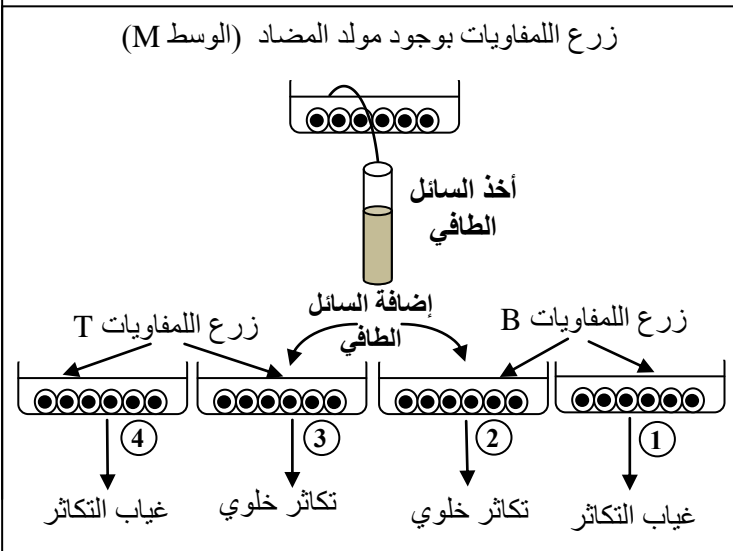 زرع اللمفاويات بوجود مولد المضاد (الوسط M)
أخذ السائل
الطافي
إضافة السائل
الطافي
زرع اللمفاويات B
زرع اللمفاويات T
1
2
3
4
غياب التكاثر
تكاثر خلوي
تكاثر خلوي
غياب التكاثر